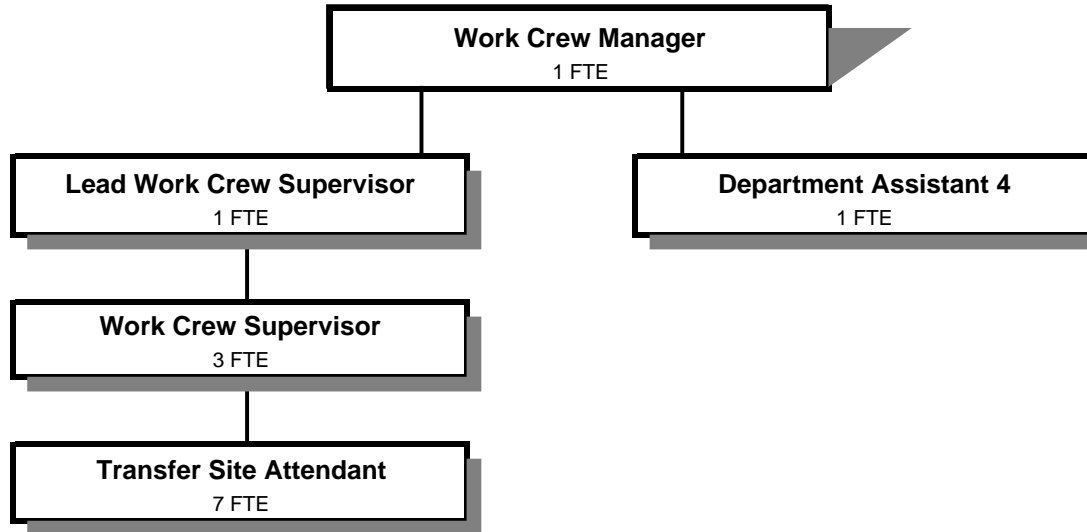 Work Crew Manager
1 FTE
Lead Work Crew Supervisor
1 FTE
Department Assistant 4
1 FTE
Work Crew Supervisor
3 FTE
Transfer Site Attendant
7 FTE